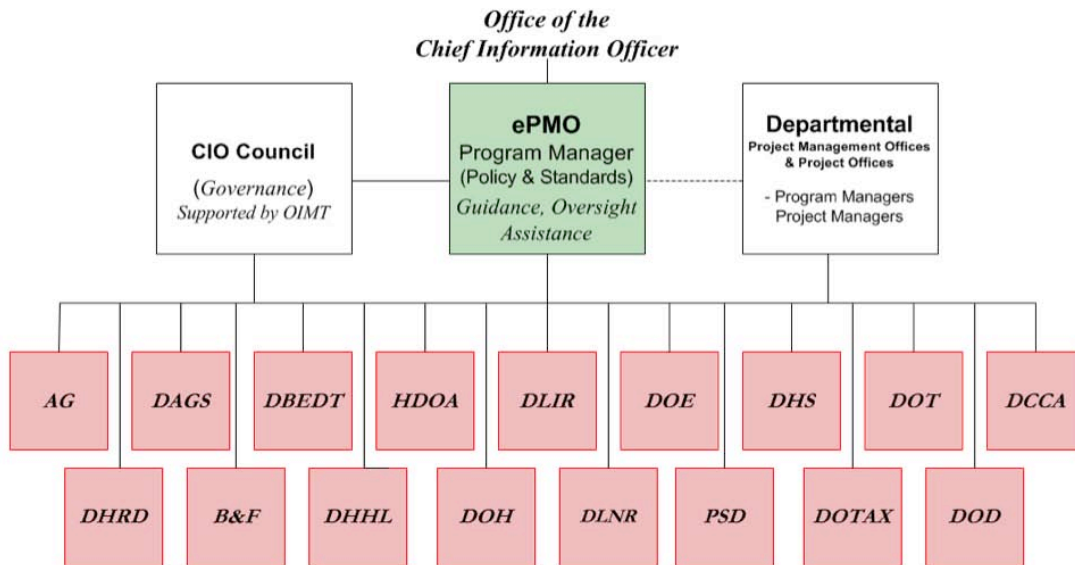 Office of the
Chief Information Officer
CIO Council
(Governance)
Supported by OIMT
ePMO
Program Manager
(Policy & Standards)
Guidance, Oversight
Assistance
Departmental
Project Management Offices
& Project Offices
- Program Managers
Project Managers
AG
DAGS
DBEDT
HDOA
DLIR
DOE
DHS
DOT
DCCA
DHRD
B&F
DHHL
DOH
DLNR
PSD
DOTAX
DOD